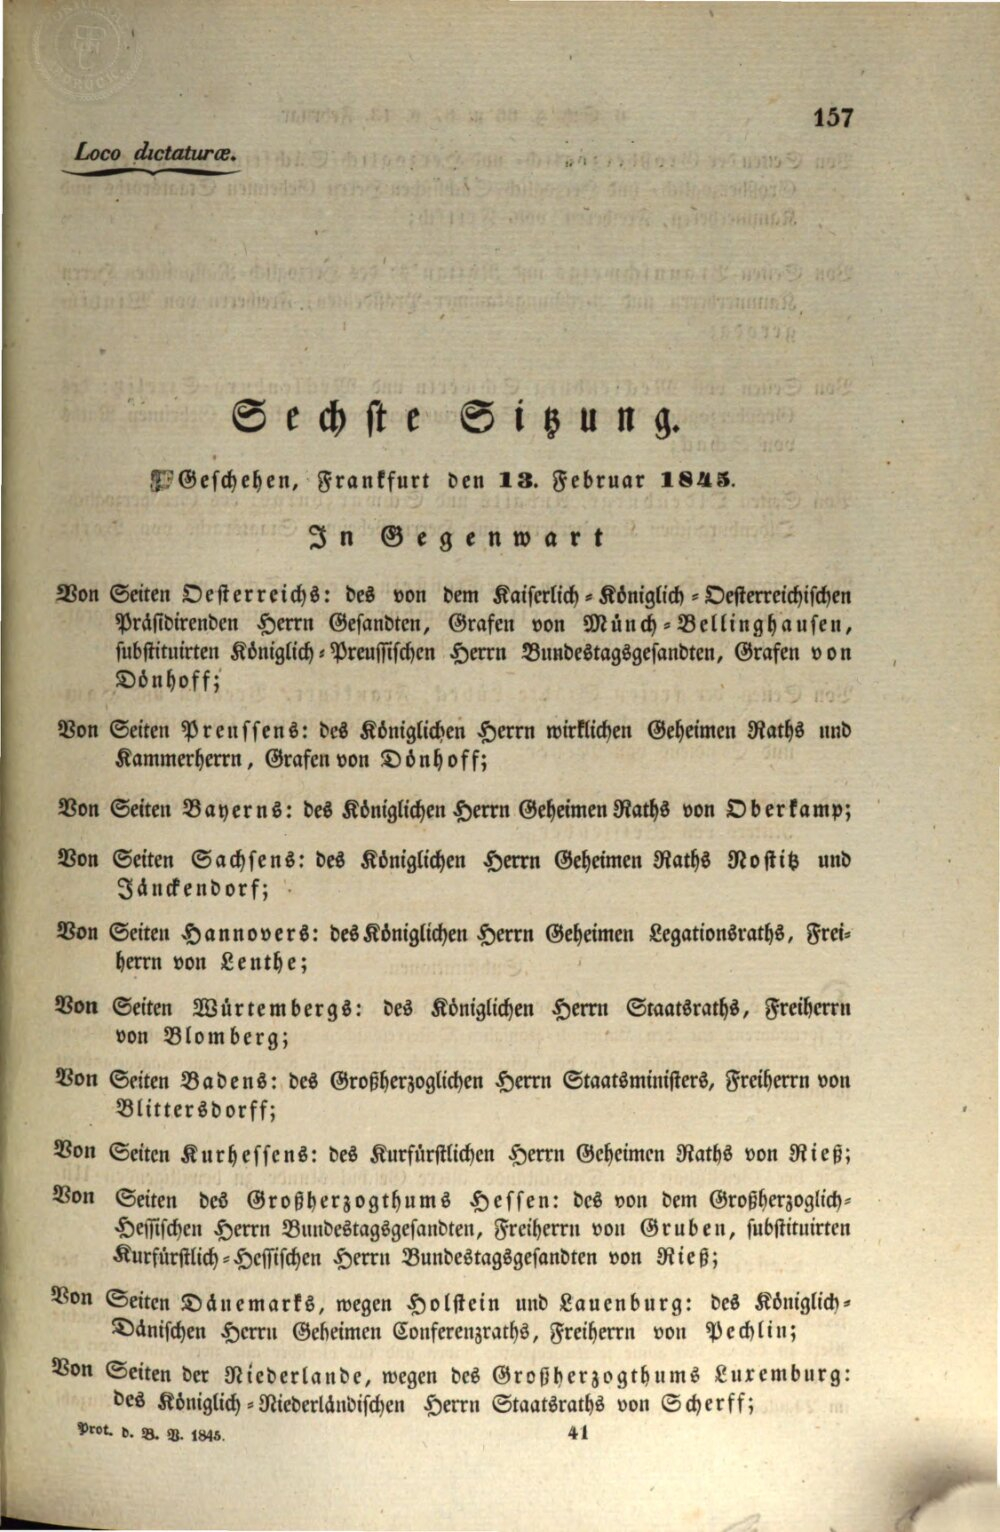 157
Loco dictaturæ.
Sechste Sitzung.
Geschehen, Frankfurt den 13. Februar 1845.
In Gegenwart
Von Seiten Oesterreichs: des von dem Kaiserlich-Königlich-Oesterreichischen
Präsidirenden Herrn Gesandten, Grafen von Münch-Bellinghausen,
substituirten Königlich-Preussischen Herrn Bundestagsgesandten, Grafen von
Dönhoff;
Von Seiten Preussens: des Königlichen Herrn wirklichen Geheimen Raths und
Kammerherrn, Grafen von Dönhoff;
Von Seiten Bayerns: des Königlichen Herrn Geheimen Raths von Oberkamp;
Von Seiten Sachsens: des Königlichen Herrn Geheimen Raths Nostitz und
Jänckendorf;
Von Seiten Hannovers: des Königlichen Herrn Geheimen Legationsraths, Frei-
herrn von Lenthe;
Von Seiten Würtembergs: des Königlichen Herrn Staatsraths, Freiherrn
von Blomberg;
Von Seiten Badens: des Großherzoglichen Herrn Staatsministers, Freiherrn von
Blittersdorff;
Von Seiten Kurhessens: des Kurfürstlichen Herrn Geheimen Raths von Rieß;
Von Seiten des Großherzogthums Hessen: des von dem Großherzoglich-
Hessischen Herrn Bundestagsgesandten, Freiherrn von Gruben, substituirten
Kurfürstlich-Hessischen Herrn Bundestagsgesandten von Rieß;
Von Seiten Dänemarks, wegen Holstein und Lauenburg: des Königlich-
Dänischen Herrn Geheimen Conferenzraths, Freiherrn von Pechlin;
Von Seiten der Niederlande, wegen des Großherzogthums Luxemburg:
des Königlich-Niederländischen Herrn Staatsraths von Scherff;
Prot. d. B. V. 1845. 41